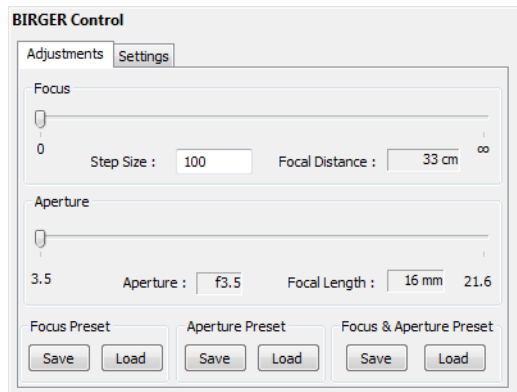 BIRGER Control
Adjustments Settings
Focus
0 ∞
Step Size : 100 Focal Distance : 33 cm
Aperture
3.5 Aperture : f3.5 Focal Length : 16 mm 21.6
Focus Preset Aperture Preset Focus & Aperture Preset
Save Load Save Load Save Load